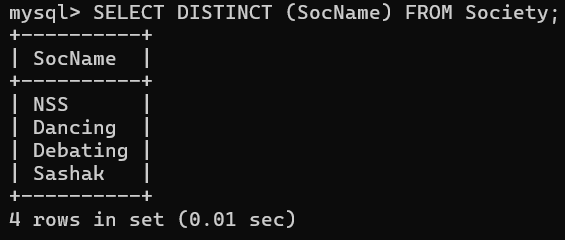 mysql> SELECT DISTINCT (SocName) FROM Society;
+----------+
| SocName  |
+----------+
| NSS      |
| Dancing  |
| Debating |
| Sashak   |
+----------+
4 rows in set (0.01 sec)